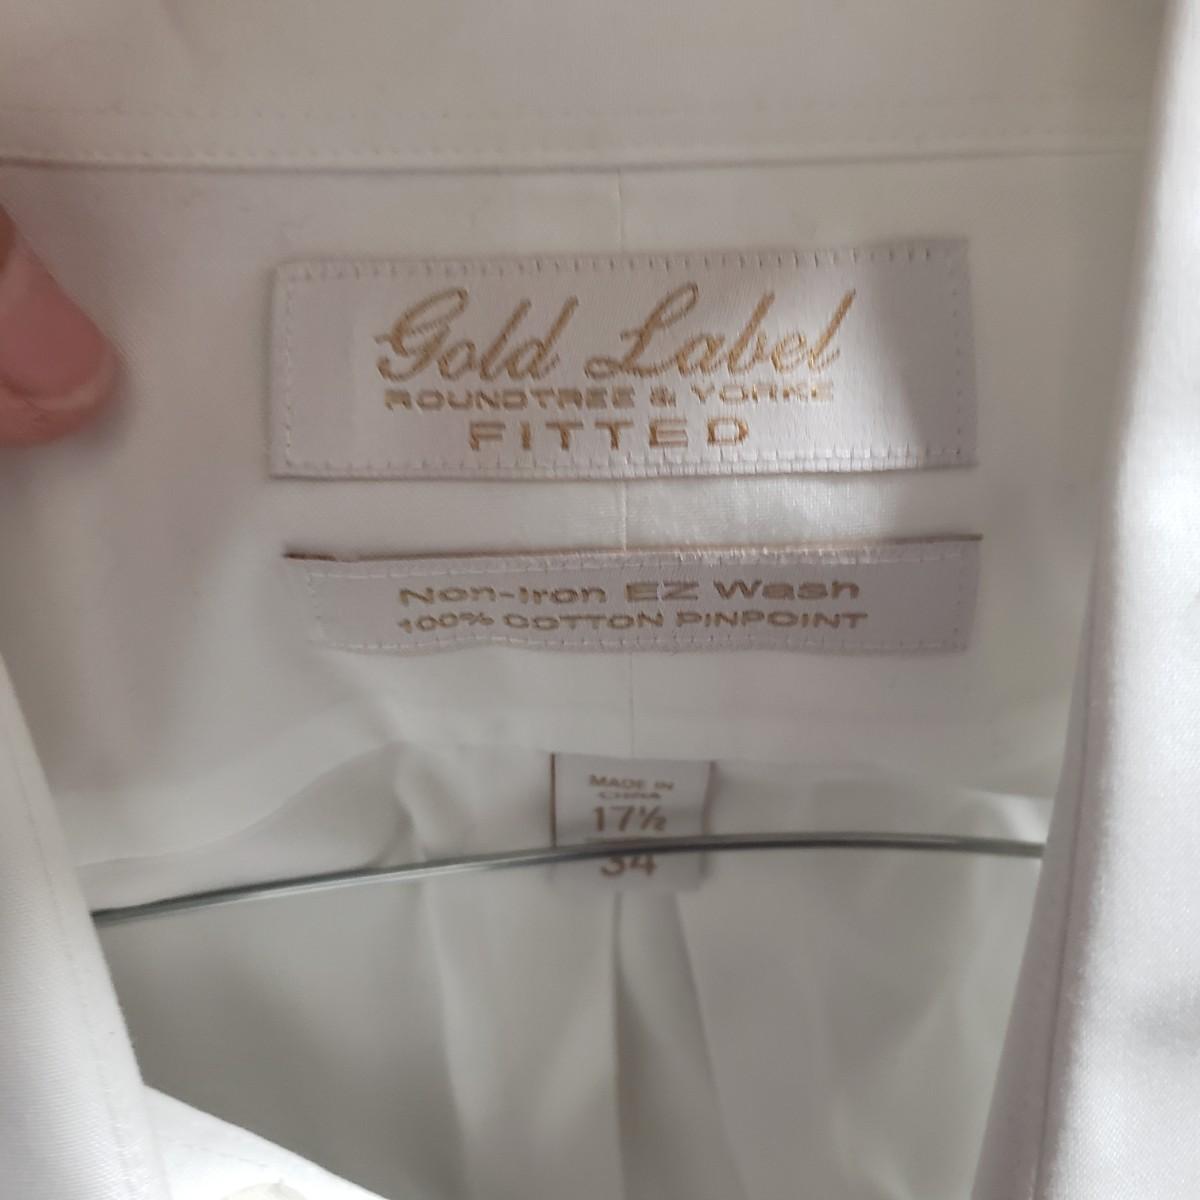 Gold Label
ROUNDTREE & YORKE
FITTED
Non-Iron EZ Wash
100% COTTON PINPOINT
MADE IN
CHINA
17½
34